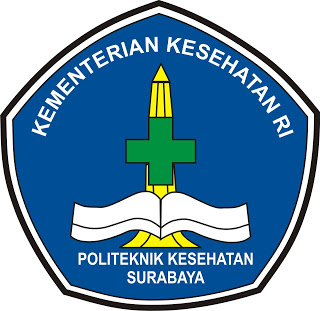 KEMENTERIAN KESEHATAN RI
POLITEKNIK KESEHATAN
SURABAYA